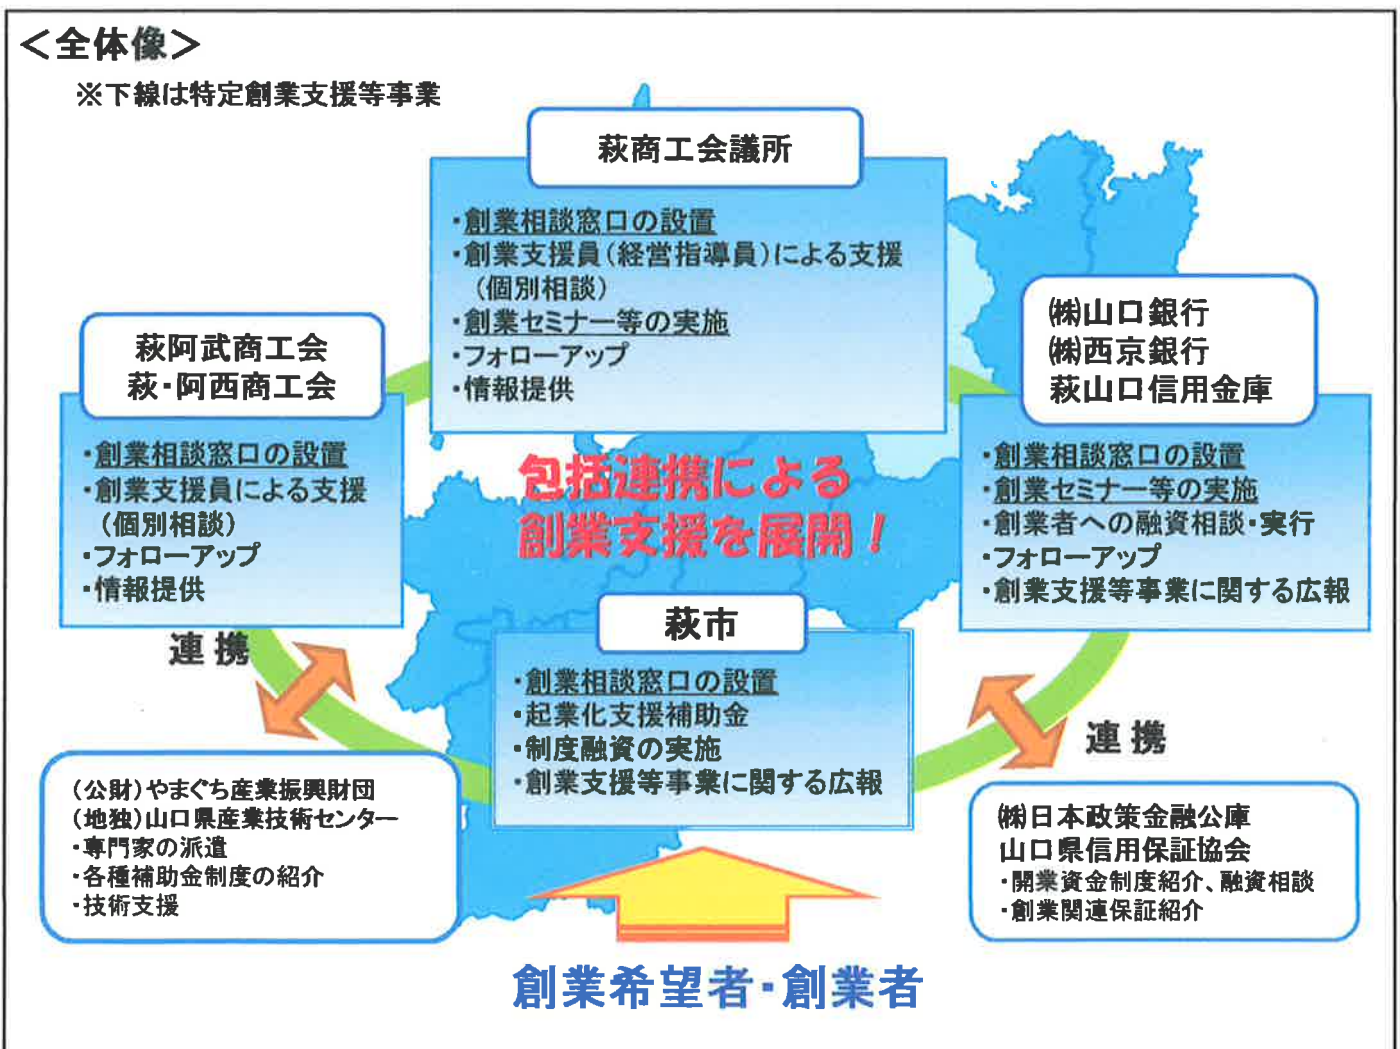 ＜全体像＞
※下線は特定創業支援等事業
萩商工会議所
・創業相談窓口の設置
・創業支援員（経営指導員）による支援
（個別相談）
・創業セミナー等の実施
・フォローアップ
・情報提供
萩阿武商工会
萩・阿西商工会
・創業相談窓口の設置
・創業支援員による支援
（個別相談）
・フォローアップ
・情報提供
㈱山口銀行
㈱西京銀行
萩山口信用金庫
・創業相談窓口の設置
・創業セミナー等の実施
・創業者への融資相談・実行
・フォローアップ
・創業支援等事業に関する広報
包括連携による
創業支援を展開！
萩市
・創業相談窓口の設置
・起業化支援補助金
・制度融資の実施
・創業支援等事業に関する広報
連携
（公財）やまぐち産業振興財団
（地独）山口県産業技術センター
・専門家の派遣
・各種補助金制度の紹介
・技術支援
連携
㈱日本政策金融公庫
山口県信用保証協会
・開業資金制度紹介、融資相談
・創業関連保証紹介
創業希望者・創業者